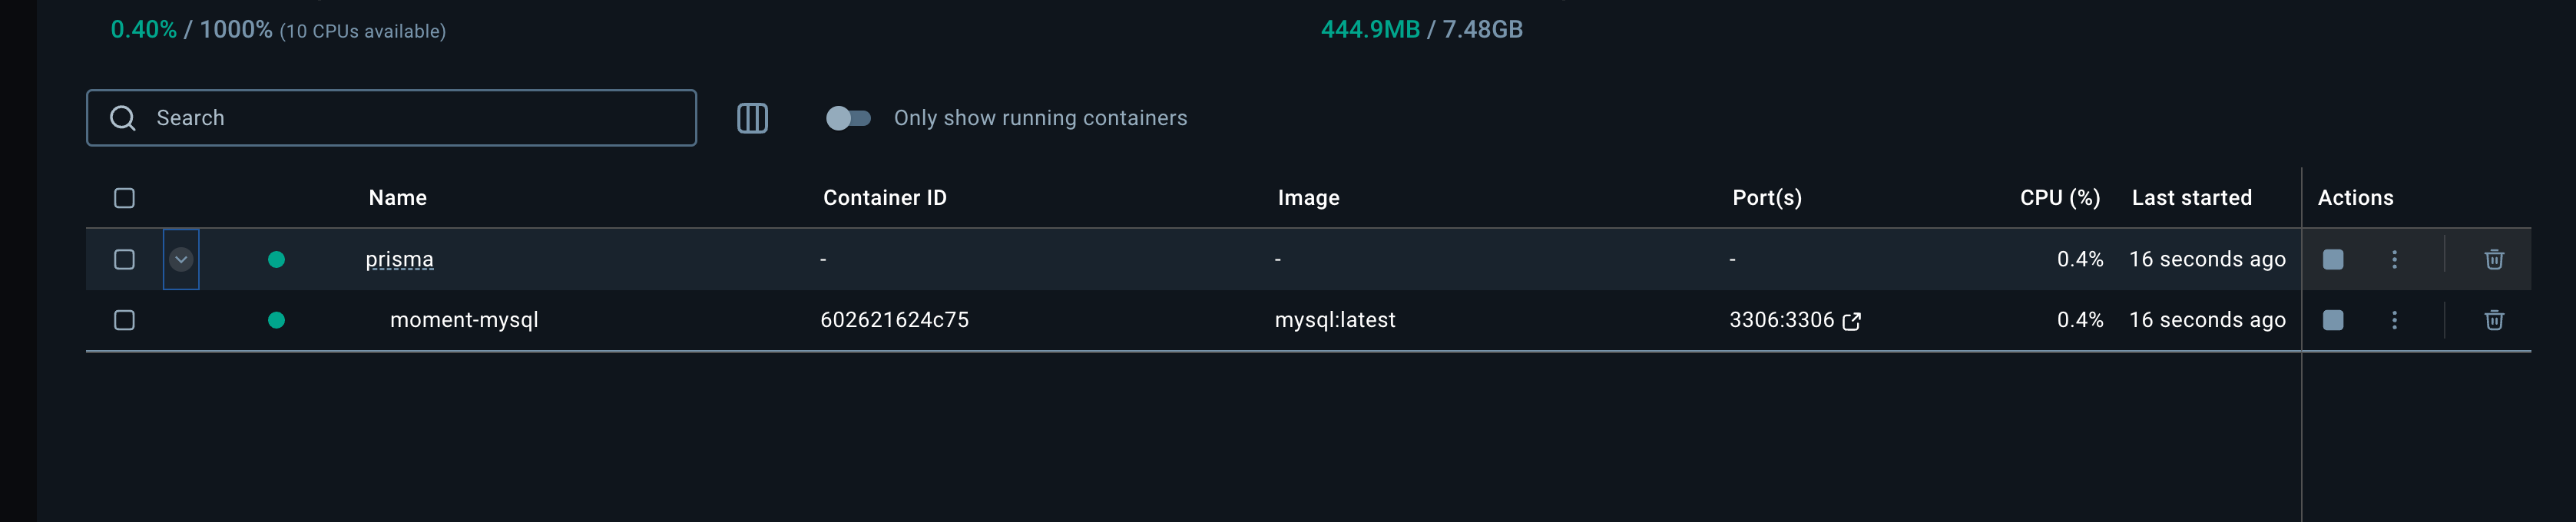 0.40% / 1000% (10 CPUs available) 444.9MB / 7.48GB
Search Only show running containers
Name Container ID Image Port(s) CPU (%) Last started Actions
prisma - - - 0.4% 16 seconds ago
moment-mysql 602621624c75 mysql:latest 3306:3306 0.4% 16 seconds ago